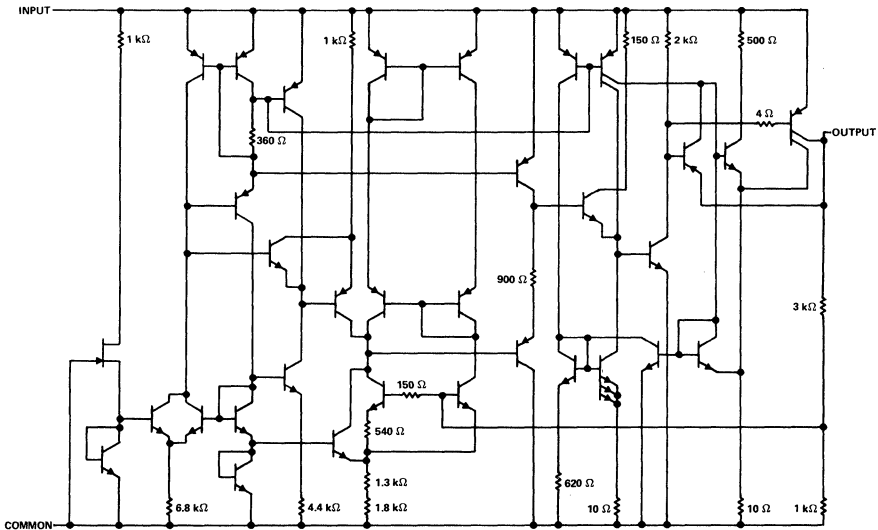 INPUT
1 kΩ
1 kΩ
150 Ω
2 kΩ
500 Ω
4 Ω
OUTPUT
360 Ω
900 Ω
3 kΩ
150 Ω
540 Ω
1.3 kΩ
620 Ω
6.8 kΩ
4.4 kΩ
1.8 kΩ
10 Ω
10 Ω
1 kΩ
COMMON